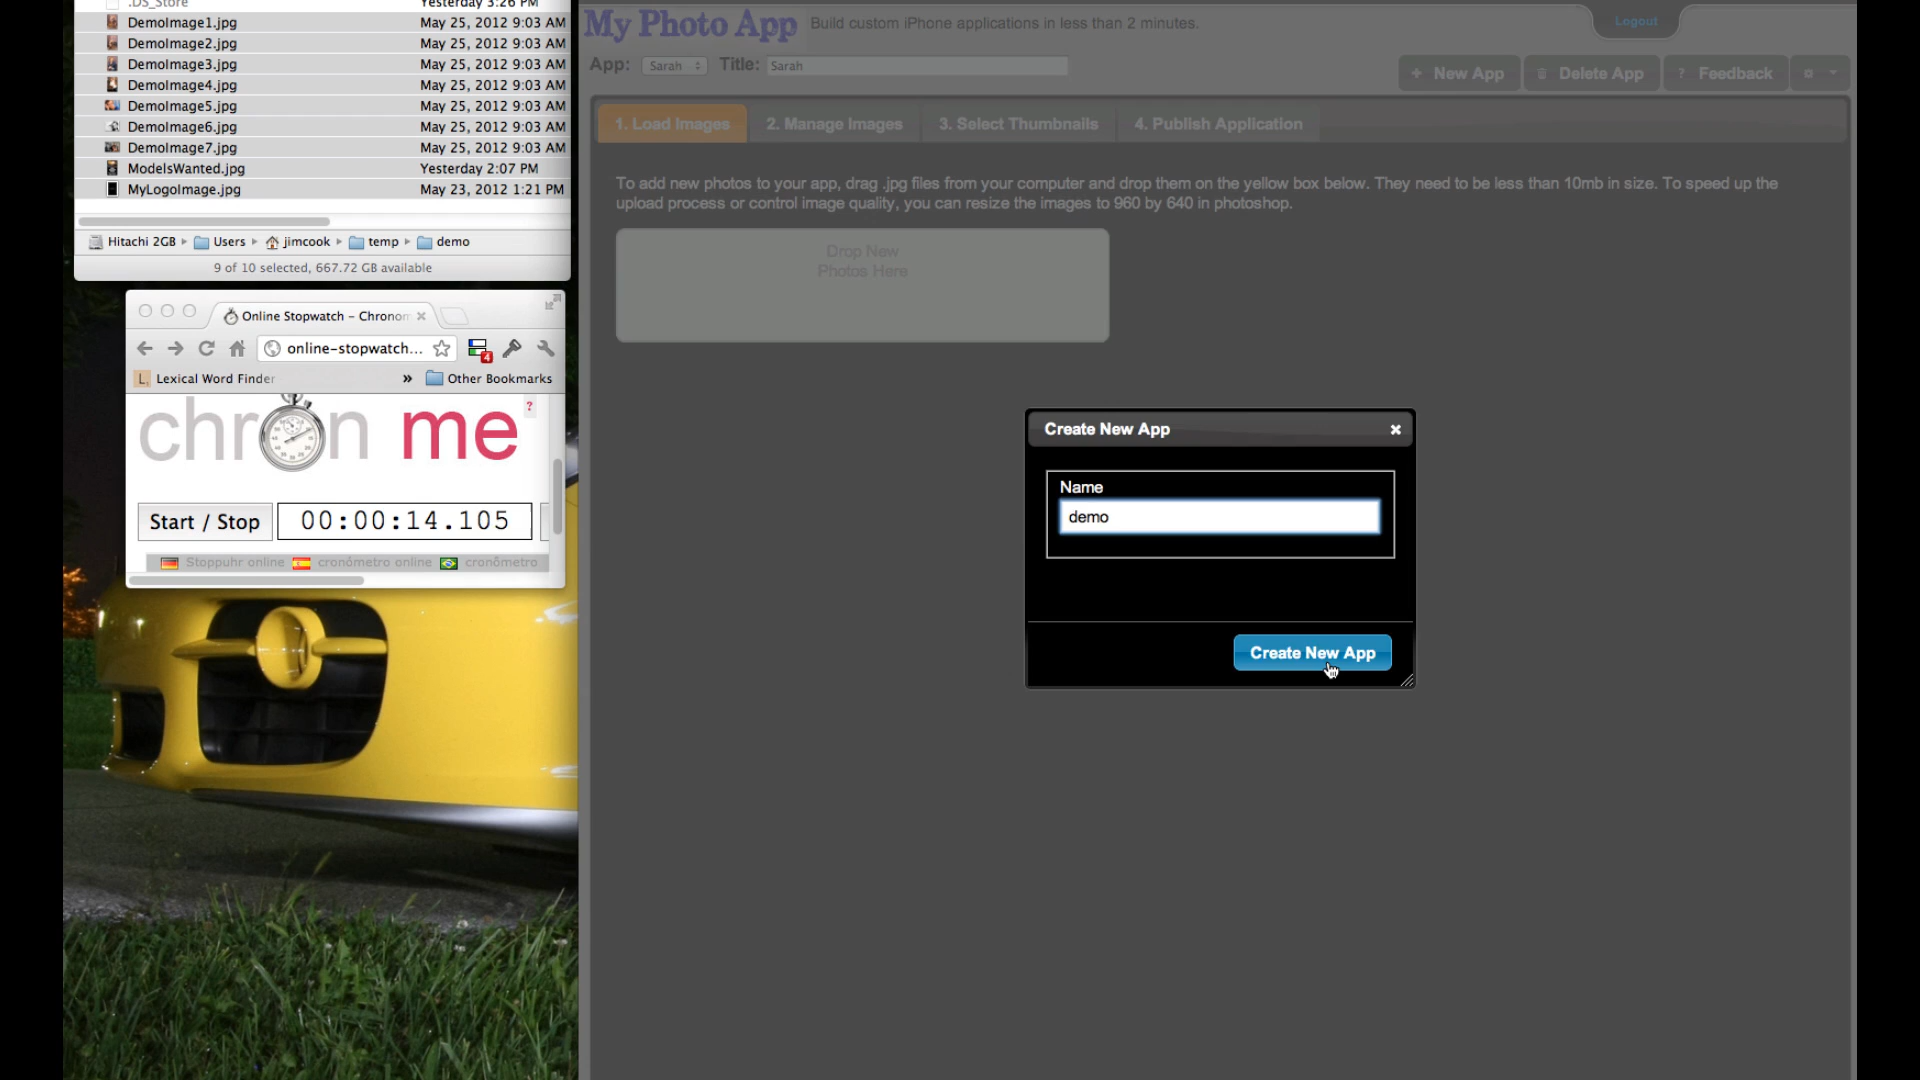 .DS_Store Yesterday 3:26 PM
DemoImage1.jpg May 25, 2012 9:03 AM
DemoImage2.jpg May 25, 2012 9:03 AM
DemoImage3.jpg May 25, 2012 9:03 AM
DemoImage4.jpg May 25, 2012 9:03 AM
DemoImage5.jpg May 25, 2012 9:03 AM
DemoImage6.jpg May 25, 2012 9:03 AM
DemoImage7.jpg May 25, 2012 9:03 AM
ModelsWanted.jpg Yesterday 2:07 PM
MyLogoImage.jpg May 23, 2012 1:21 PM
Hitachi 2GB Users jimcook temp demo
9 of 10 selected, 667.72 GB available
Online Stopwatch – Chronom
online-stopwatch...
4
Lexical Word Finder » Other Bookmarks
chron me ?
Start / Stop 00:00:14.105
Stoppuhr online cronómetro online cronômetro
My Photo App Build custom iPhone applications in less than 2 minutes.
Logout
App: Sarah Title: Sarah
+ New App Delete App ? Feedback
1. Load Images 2. Manage Images 3. Select Thumbnails 4. Publish Application
To add new photos to your app, drag .jpg files from your computer and drop them on the yellow box below. They need to be less than 10mb in size. To speed up the
upload process or control image quality, you can resize the images to 960 by 640 in photoshop.
Drop New
Photos Here
Create New App
Name
demo
Create New App